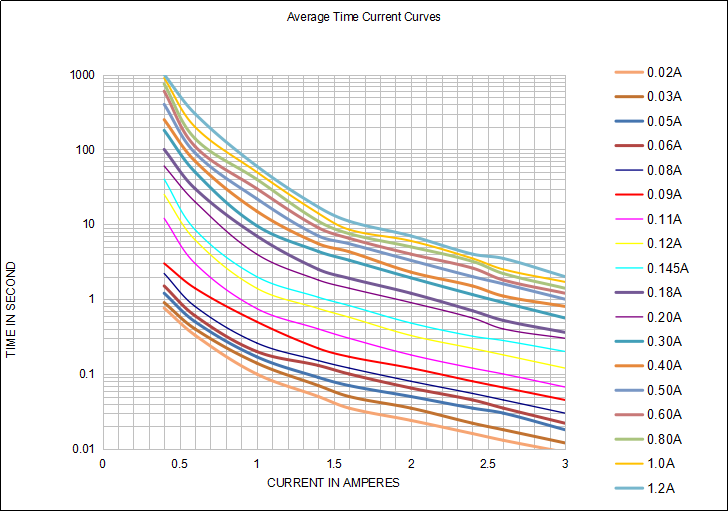 Average Time Current Curves
1000
100
10
1
0.1
0.01
0
0.5
1
1.5
2
2.5
3
TIME IN SECOND
CURRENT IN AMPERES
0.02A
0.03A
0.05A
0.06A
0.08A
0.09A
0.11A
0.12A
0.145A
0.18A
0.20A
0.30A
0.40A
0.50A
0.60A
0.80A
1.0A
1.2A